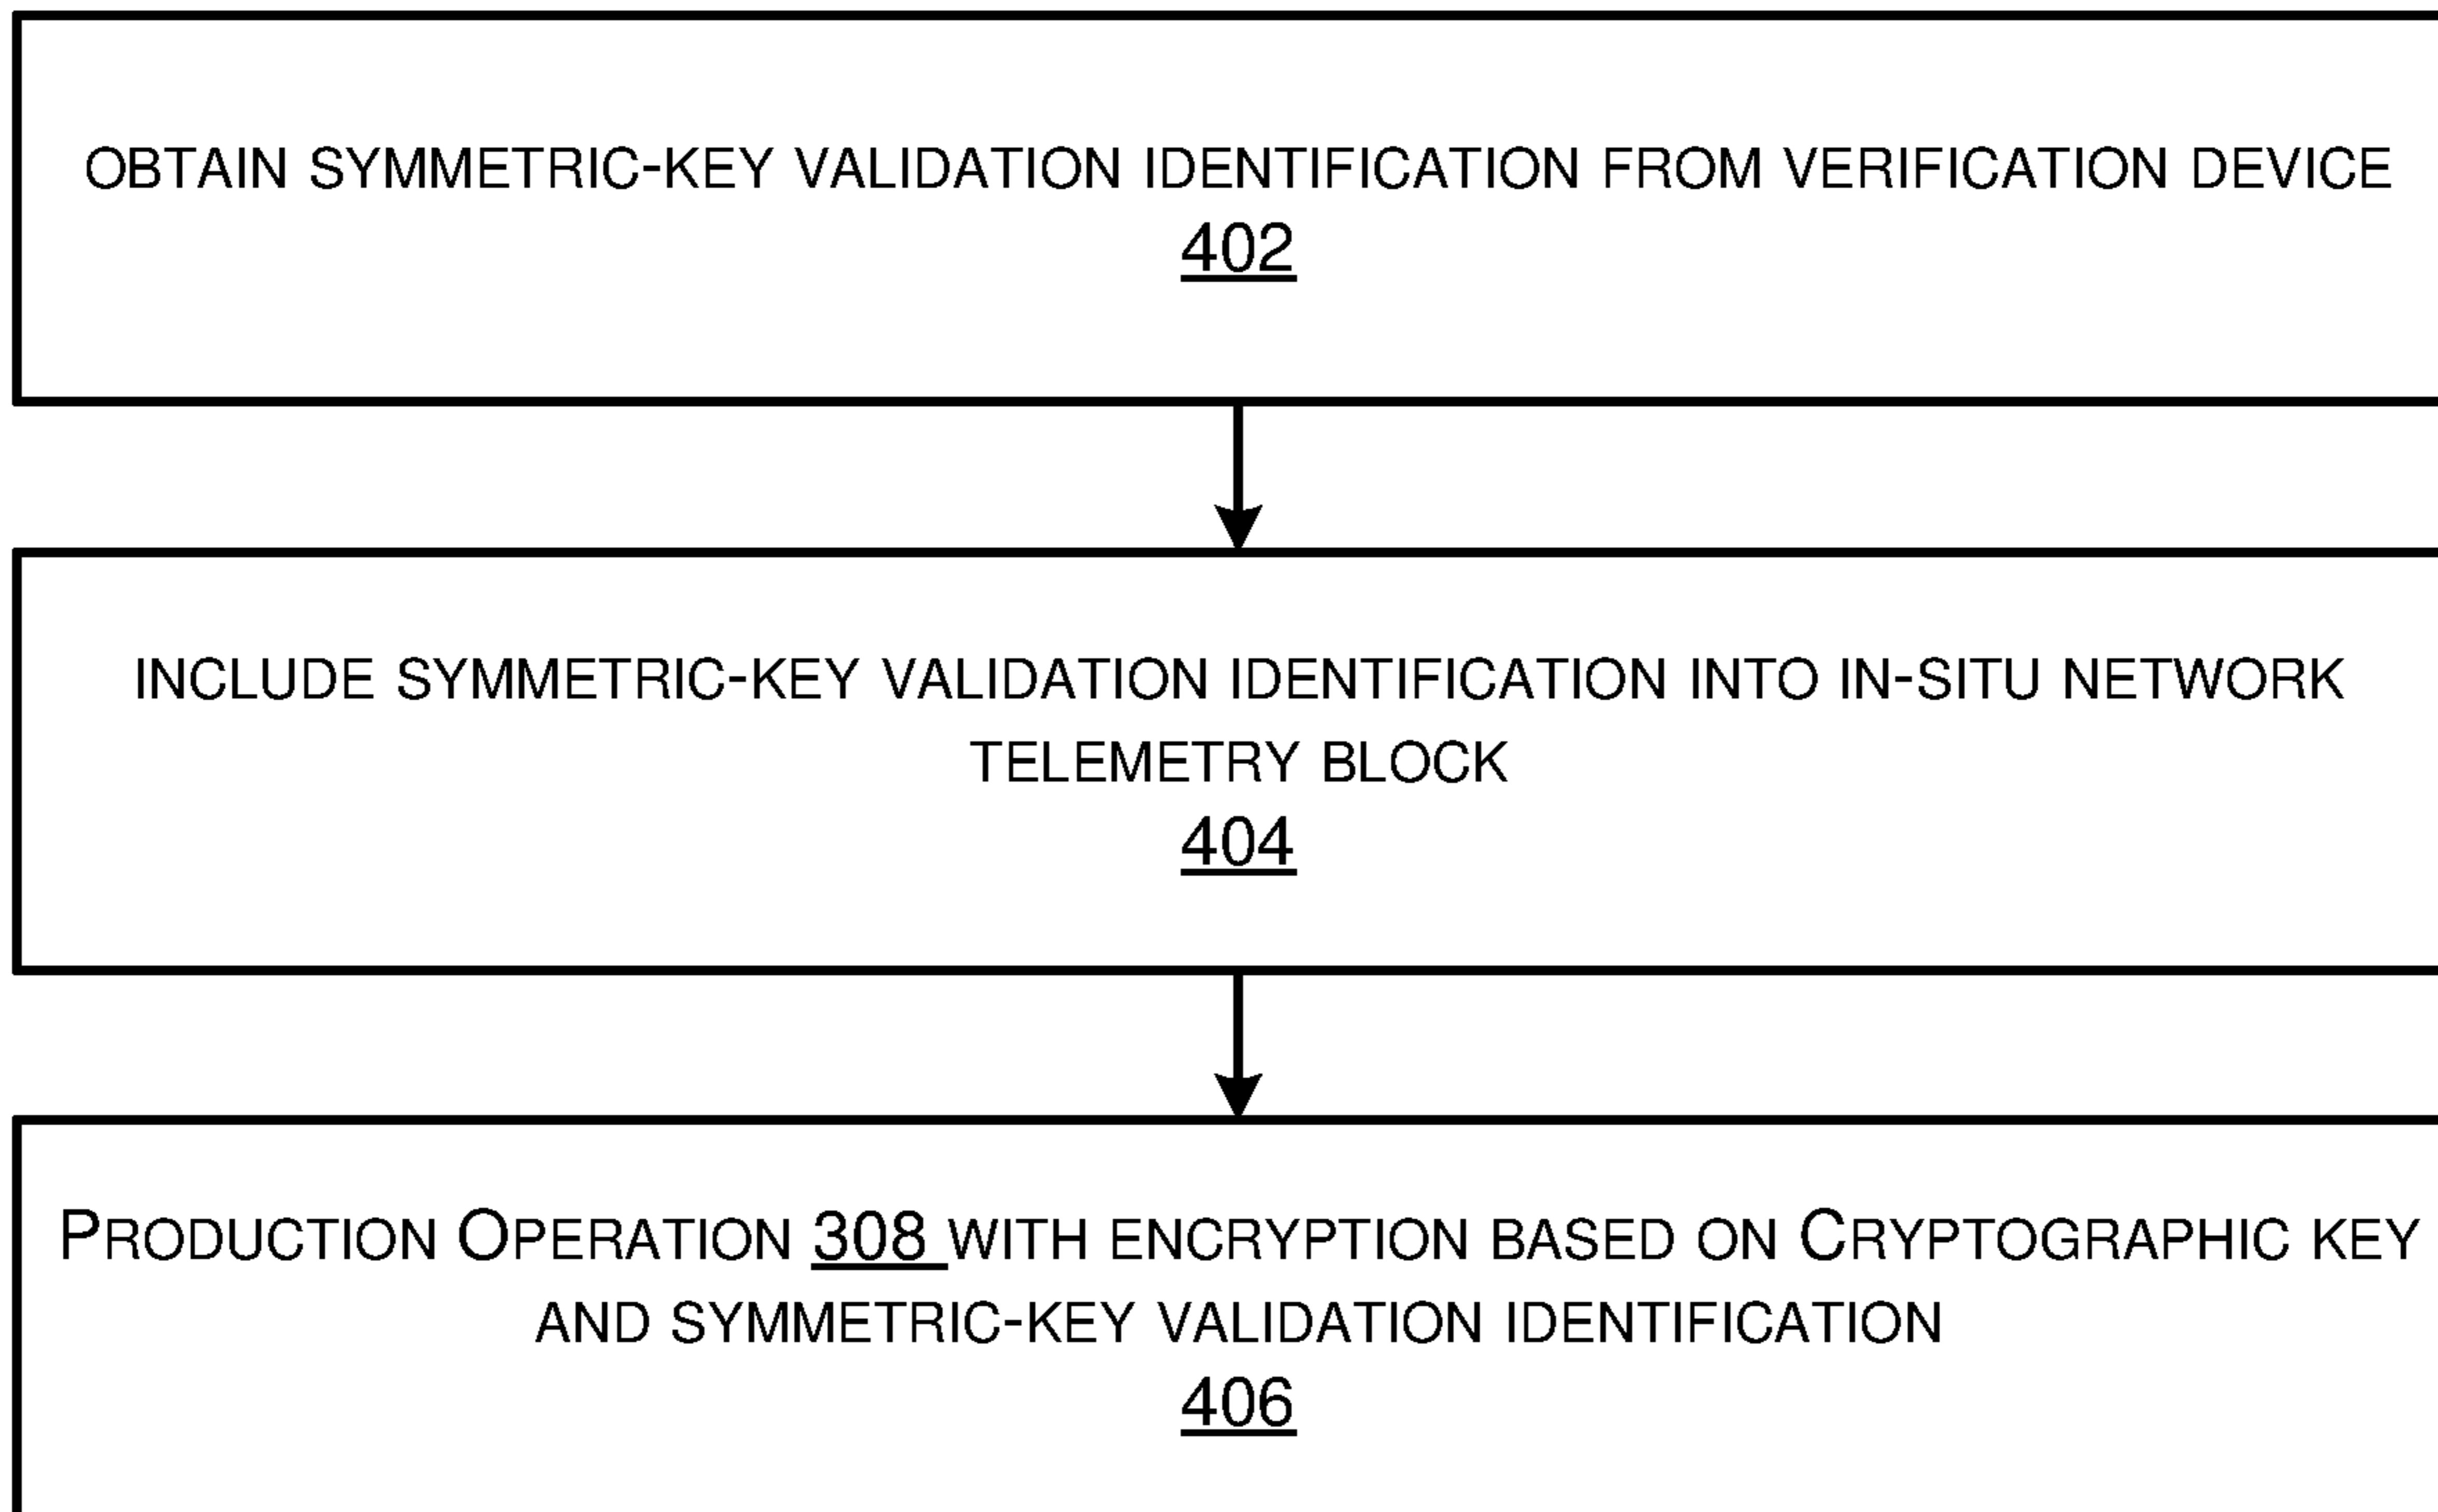 OBTAIN SYMMETRIC-KEY VALIDATION IDENTIFICATION FROM VERIFICATION DEVICE
402
INCLUDE SYMMETRIC-KEY VALIDATION IDENTIFICATION INTO IN-SITU NETWORK
TELEMETRY BLOCK
404
PRODUCTION OPERATION 308 WITH ENCRYPTION BASED ON CRYPTOGRAPHIC KEY
AND SYMMETRIC-KEY VALIDATION IDENTIFICATION
406